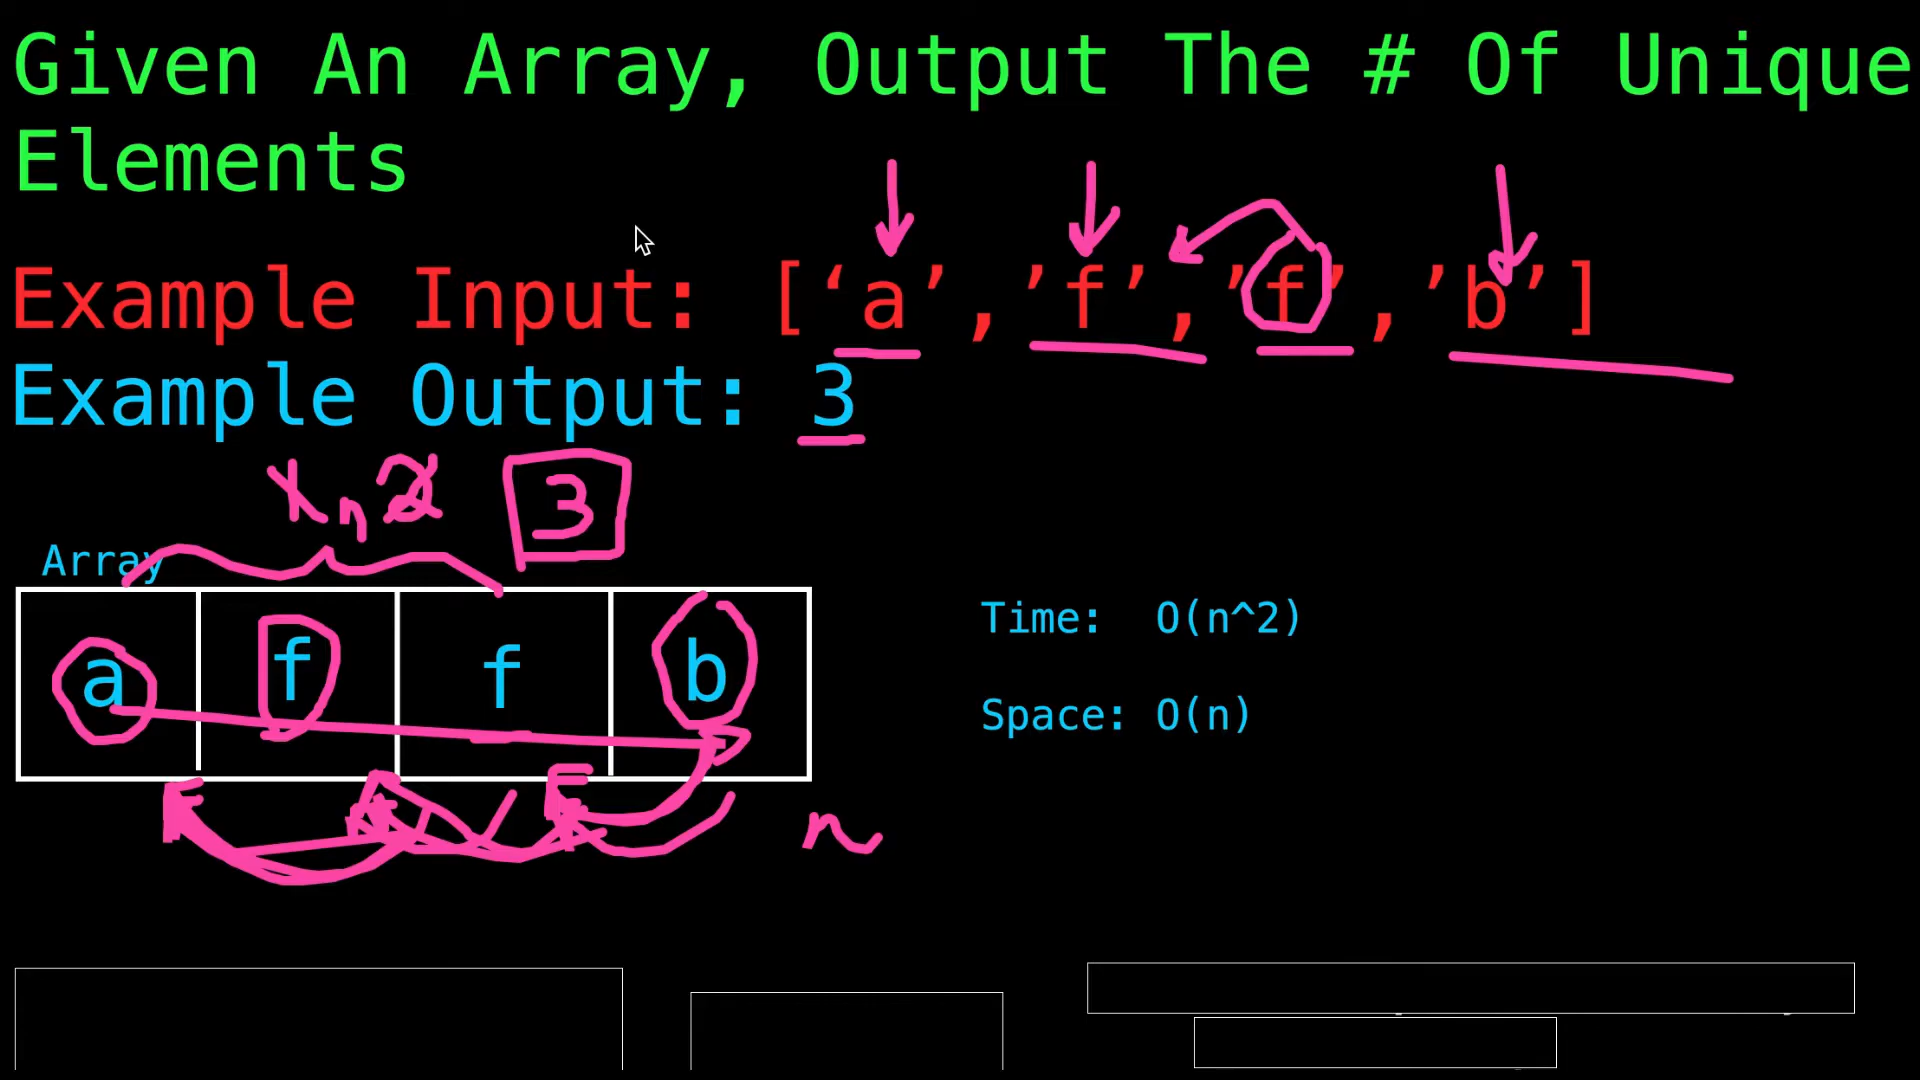 Given An Array, Output The # Of Unique
Elements
Example Input: [‘a’,’f’,’f’,’b’]
Example Output: 3
3
Array
a f f b
Time: O(n^2)
Space: O(n)
n